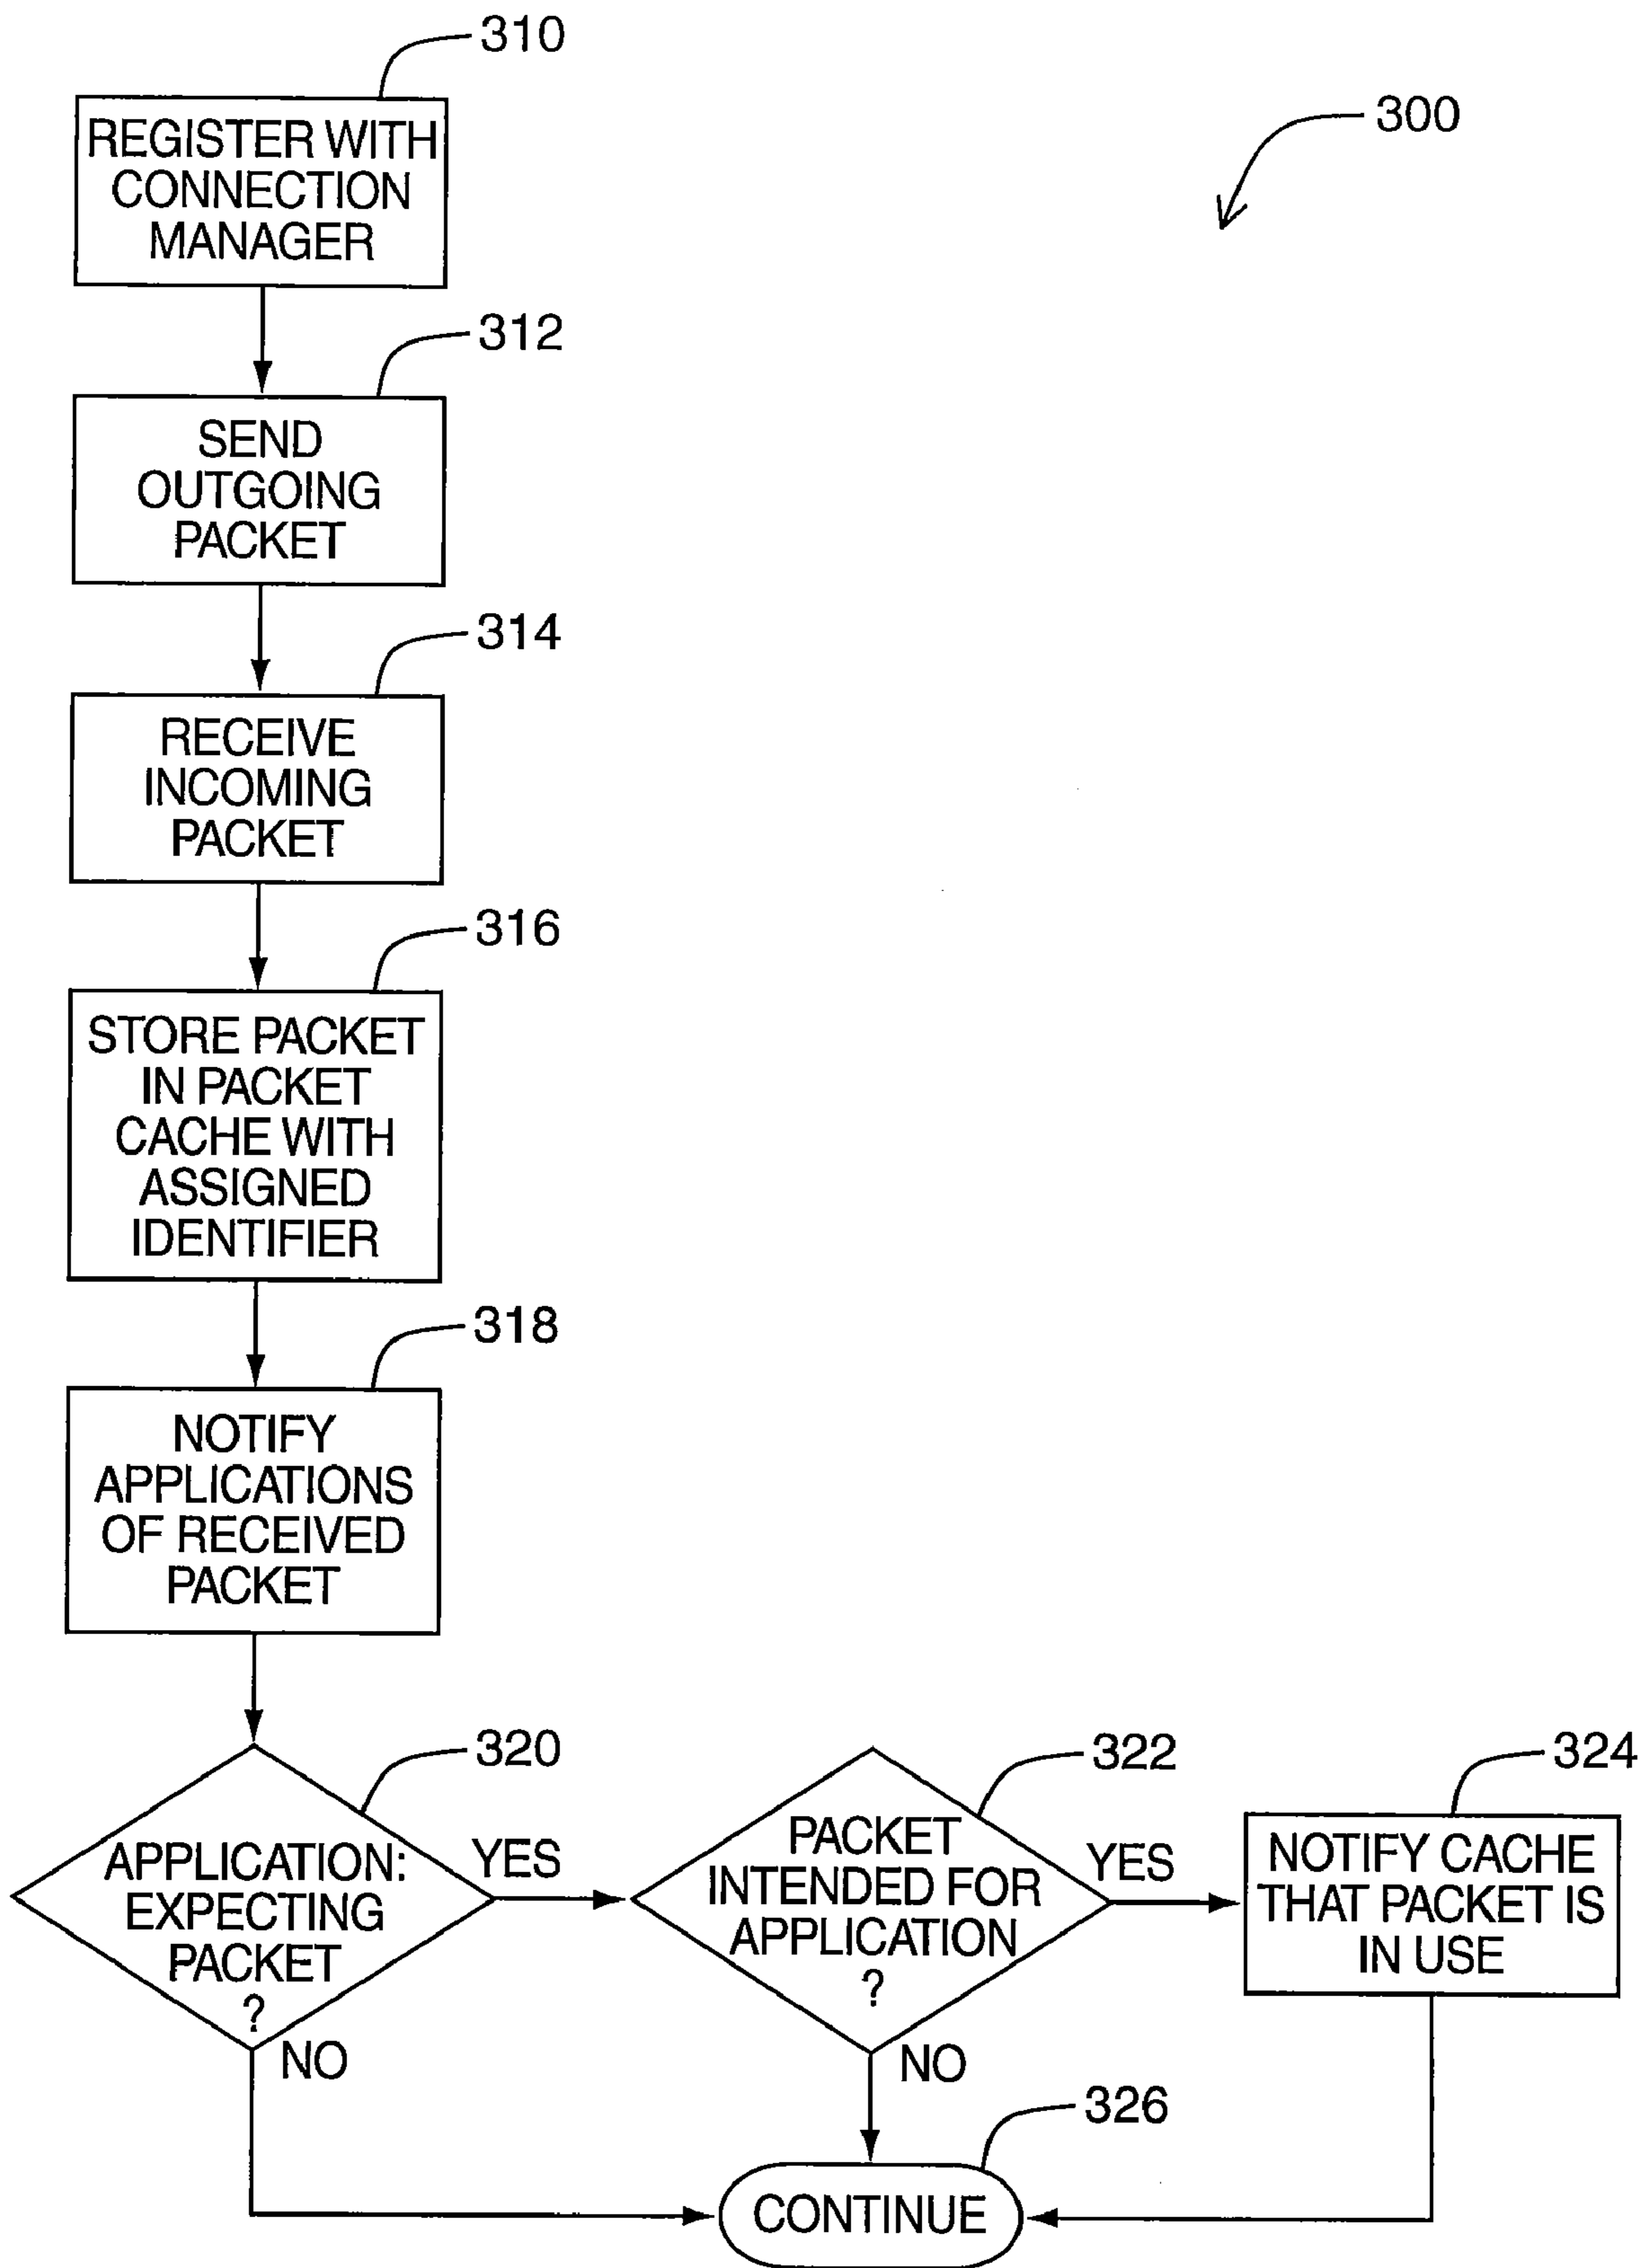 310
300
REGISTER WITH
CONNECTION
MANAGER
312
SEND
OUTGOING
PACKET
314
RECEIVE
INCOMING
PACKET
316
STORE PACKET
IN PACKET
CACHE WITH
ASSIGNED
IDENTIFIER
318
NOTIFY
APPLICATIONS
OF RECEIVED
PACKET
320
APPLICATION:
EXPECTING
PACKET
?
YES
NO
322
PACKET
INTENDED FOR
APPLICATION
?
YES
NO
324
NOTIFY CACHE
THAT PACKET IS
IN USE
326
CONTINUE